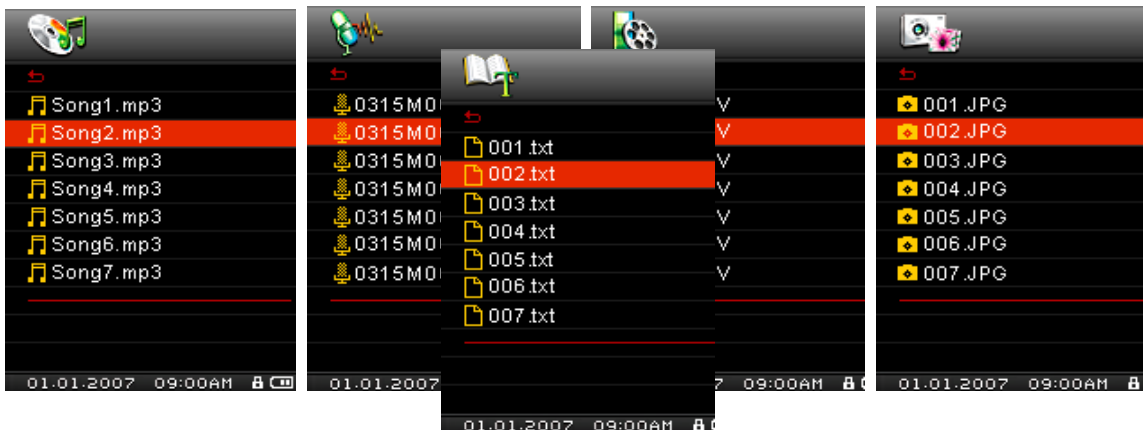 Song1.mp3
Song2.mp3
Song3.mp3
Song4.mp3
Song5.mp3
Song6.mp3
Song7.mp3
01.01.2007 09:00AM
0315M0
0315M0
0315M0
0315M0
0315M0
0315M0
0315M0
01.01.2007
001.txt
002.txt
003.txt
004.txt
005.txt
006.txt
007.txt
01.01.2007 09:00AM
V
V
V
V
V
V
V
7 09:00AM
001.JPG
002.JPG
003.JPG
004.JPG
005.JPG
006.JPG
007.JPG
01.01.2007 09:00AM